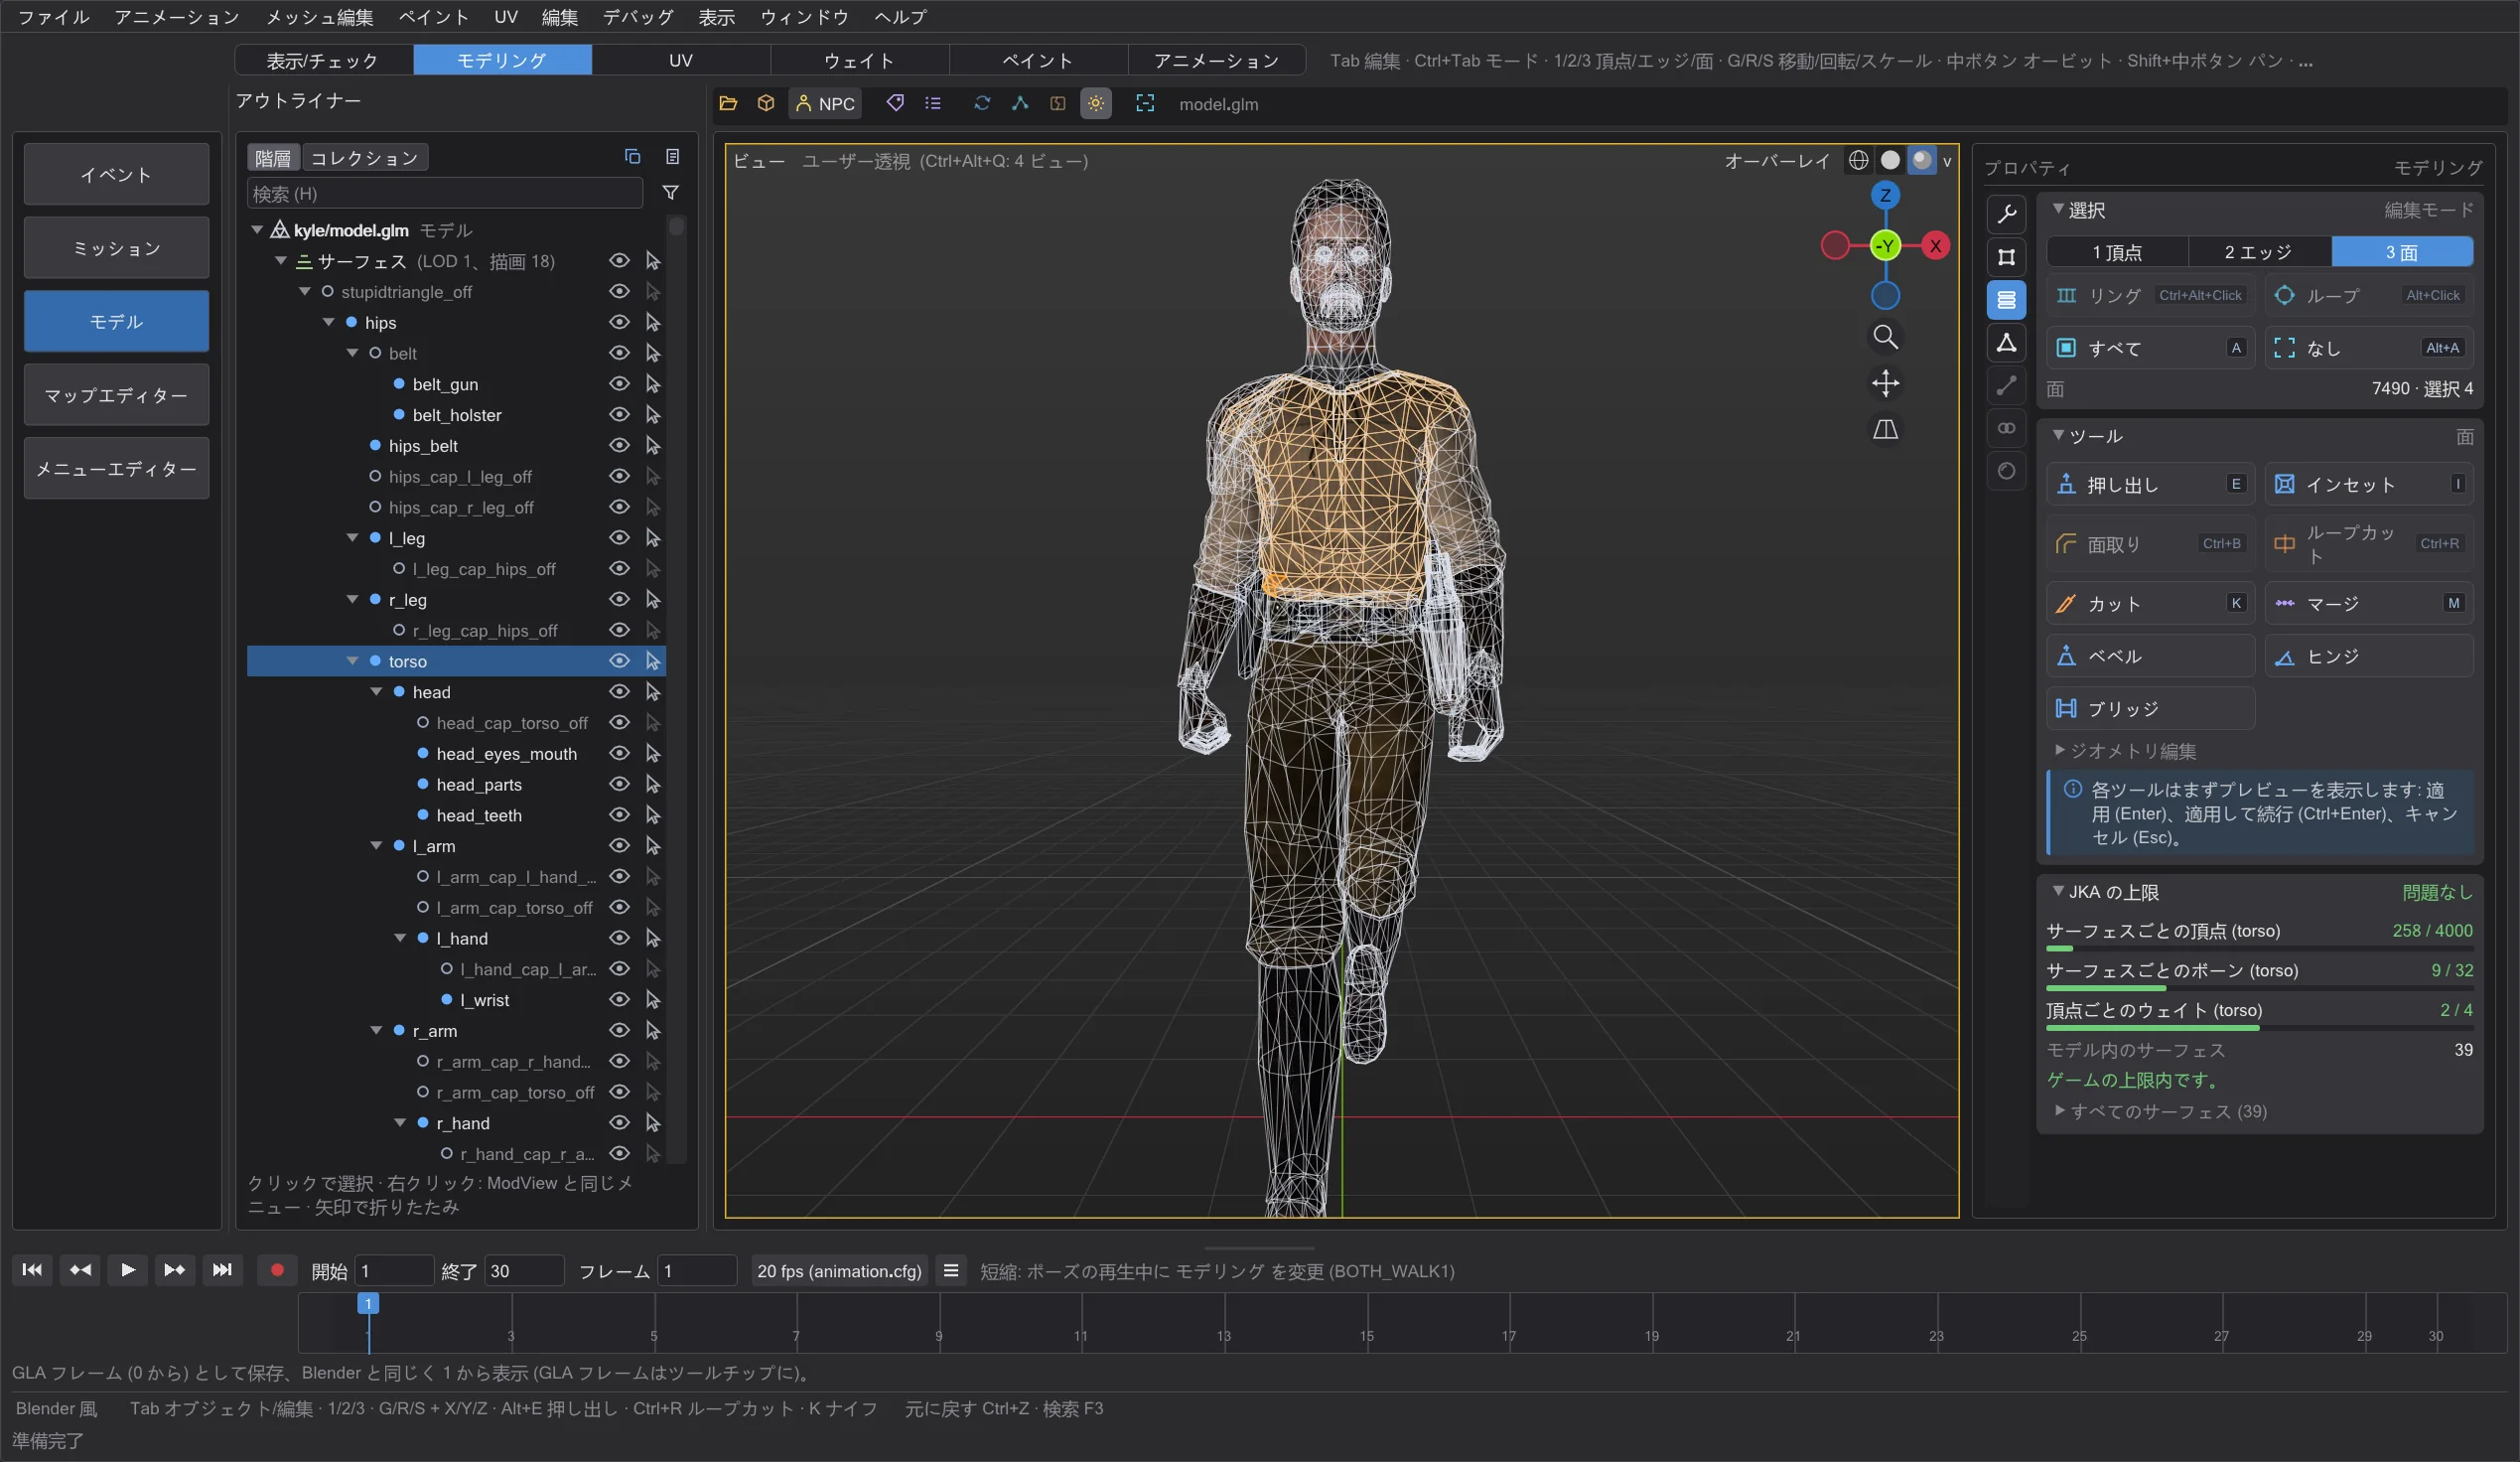 ファイル アニメーション メッシュ編集 ペイント UV 編集 デバッグ 表示 ウィンドウ ヘルプ
表示/チェック モデリング UV ウェイト ペイント アニメーション Tab 編集 · Ctrl+Tab モード · 1/2/3 頂点/エッジ/面 · G/R/S 移動/回転/スケール · 中ボタン オービット · Shift+中ボタン パン · ...
アウトライナー
NPC model.glm
イベント
ミッション
モデル
マップエディター
メニューエディター
階層 コレクション
検索 (H)
kyle/model.glm モデル
サーフェス (LOD 1、描画 18)
stupidtriangle_off
hips
belt
belt_gun
belt_holster
hips_belt
hips_cap_l_leg_off
hips_cap_r_leg_off
l_leg
l_leg_cap_hips_off
r_leg
r_leg_cap_hips_off
torso
head
head_cap_torso_off
head_eyes_mouth
head_parts
head_teeth
l_arm
l_arm_cap_l_hand_...
l_arm_cap_torso_off
l_hand
l_hand_cap_l_ar...
l_wrist
r_arm
r_arm_cap_r_hand...
r_arm_cap_torso_off
r_hand
r_hand_cap_r_a...
クリックで選択 · 右クリック: ModView と同じメ
ニュー · 矢印で折りたたみ
ビュー ユーザー透視 (Ctrl+Alt+Q: 4 ビュー) オーバーレイ v
Z
-Y X
プロパティ モデリング
選択 編集モード
1 頂点 2 エッジ 3 面
リング Ctrl+Alt+Click ループ Alt+Click
すべて A なし Alt+A
面 7490 · 選択 4
ツール 面
押し出し E インセット I
面取り Ctrl+B ループカッ
ト Ctrl+R
カット K マージ M
ベベル ヒンジ
ブリッジ
ジオメトリ編集
各ツールはまずプレビューを表示します: 適
用 (Enter)、適用して続行 (Ctrl+Enter)、キャン
セル (Esc)。
JKA の上限 問題なし
サーフェスごとの頂点 (torso) 258 / 4000
サーフェスごとのボーン (torso) 9 / 32
頂点ごとのウェイト (torso) 2 / 4
モデル内のサーフェス 39
ゲームの上限内です。
すべてのサーフェス (39)
開始 1 終了 30 フレーム 1 20 fps (animation.cfg) 短縮: ポーズの再生中に モデリング を変更 (BOTH_WALK1)
1
3 5 7 9 11 13 15 17 19 21 23 25 27 29 30
GLA フレーム (0 から) として保存、Blender と同じく 1 から表示 (GLA フレームはツールチップに)。
Blender 風 Tab オブジェクト/編集 · 1/2/3 · G/R/S + X/Y/Z · Alt+E 押し出し · Ctrl+R ループカット · K ナイフ 元に戻す Ctrl+Z · 検索 F3
準備完了